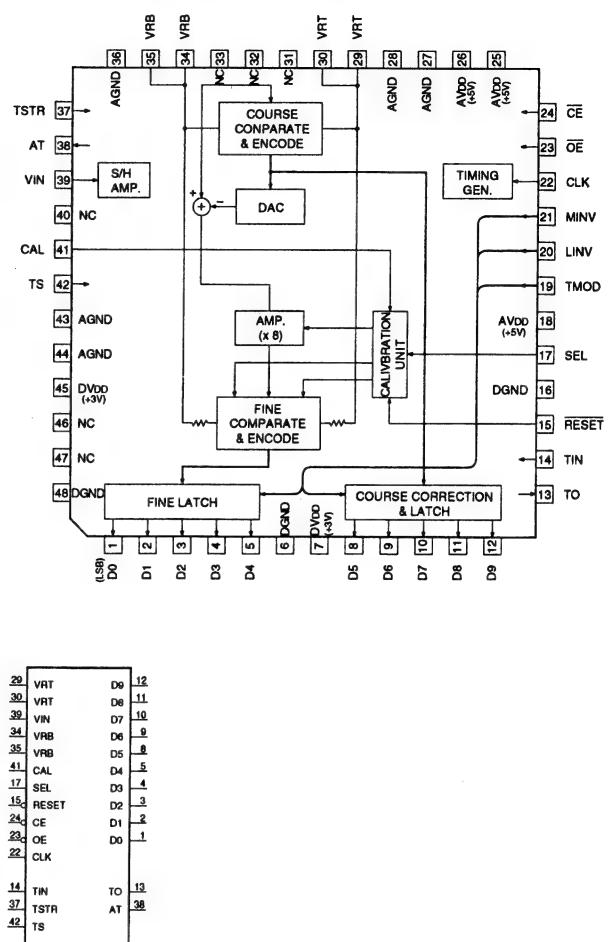 VRB VRB VRT VRT
36 35 34 33 32 31 30 29 28 27 26 25
AGND NC NC NC AGND AGND AVDD (+5V) AVDD (+5V)
TSTR 37
AT 38
VIN 39
40 NC
CAL 41
TS 42
43 AGND
44 AGND
45 DVDD
(+3V)
46 NC
47 NC
48 DGND
S/H
AMP.
COURSE
CONPARATE
& ENCODE
+
+
−
DAC
TIMING
GEN.
AMP.
(x 8)
CALIVBRATION
UNIT
FINE
COMPARATE
& ENCODE
FINE LATCH
COURSE CORRECTION
& LATCH
24 CE
23 OE
22 CLK
21 MINV
20 LINV
19 TMOD
AVDD 18
(+5V)
17 SEL
DGND 16
15 RESET
14 TIN
13 TO
DGND DVDD (+3V)
1 2 3 4 5 6 7 8 9 10 11 12
(LSB) D0 D1 D2 D3 D4 D5 D6 D7 D8 D9
29 VRT D9 12
30 VRT D8 11
39 VIN D7 10
34 VRB D6 9
35 VRB D5 8
41 CAL D4 5
17 SEL D3 4
15 RESET D2 3
24 CE D1 2
23 OE D0 1
22 CLK
14 TIN TO 13
37 TSTR AT 38
42 TS